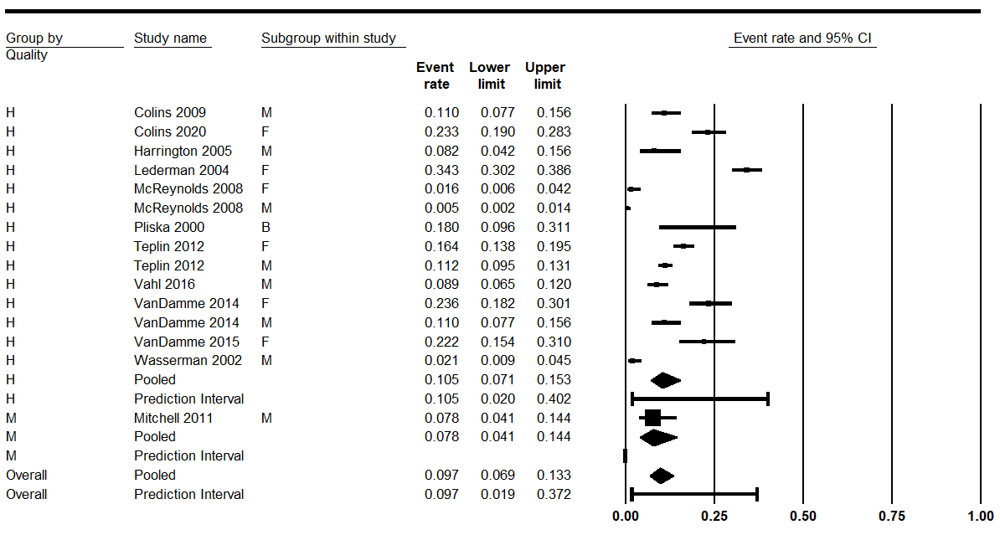 Group by Study name Subgroup within study Event rate and 95% CI
Quality
Event Lower Upper
rate limit limit
H Colins 2009 M 0.110 0.077 0.156
H Colins 2020 F 0.233 0.190 0.283
H Harrington 2005 M 0.082 0.042 0.156
H Lederman 2004 F 0.343 0.302 0.386
H McReynolds 2008 F 0.016 0.006 0.042
H McReynolds 2008 M 0.005 0.002 0.014
H Pliska 2000 B 0.180 0.096 0.311
H Teplin 2012 F 0.164 0.138 0.195
H Teplin 2012 M 0.112 0.095 0.131
H Vahl 2016 M 0.089 0.065 0.120
H VanDamme 2014 F 0.236 0.182 0.301
H VanDamme 2014 M 0.110 0.077 0.156
H VanDamme 2015 F 0.222 0.154 0.310
H Wasserman 2002 M 0.021 0.009 0.045
H Pooled 0.105 0.071 0.153
H Prediction Interval 0.105 0.020 0.402
M Mitchell 2011 M 0.078 0.041 0.144
M Pooled 0.078 0.041 0.144
M Prediction Interval
Overall Pooled 0.097 0.069 0.133
Overall Prediction Interval 0.097 0.019 0.372
0.00 0.25 0.50 0.75 1.00